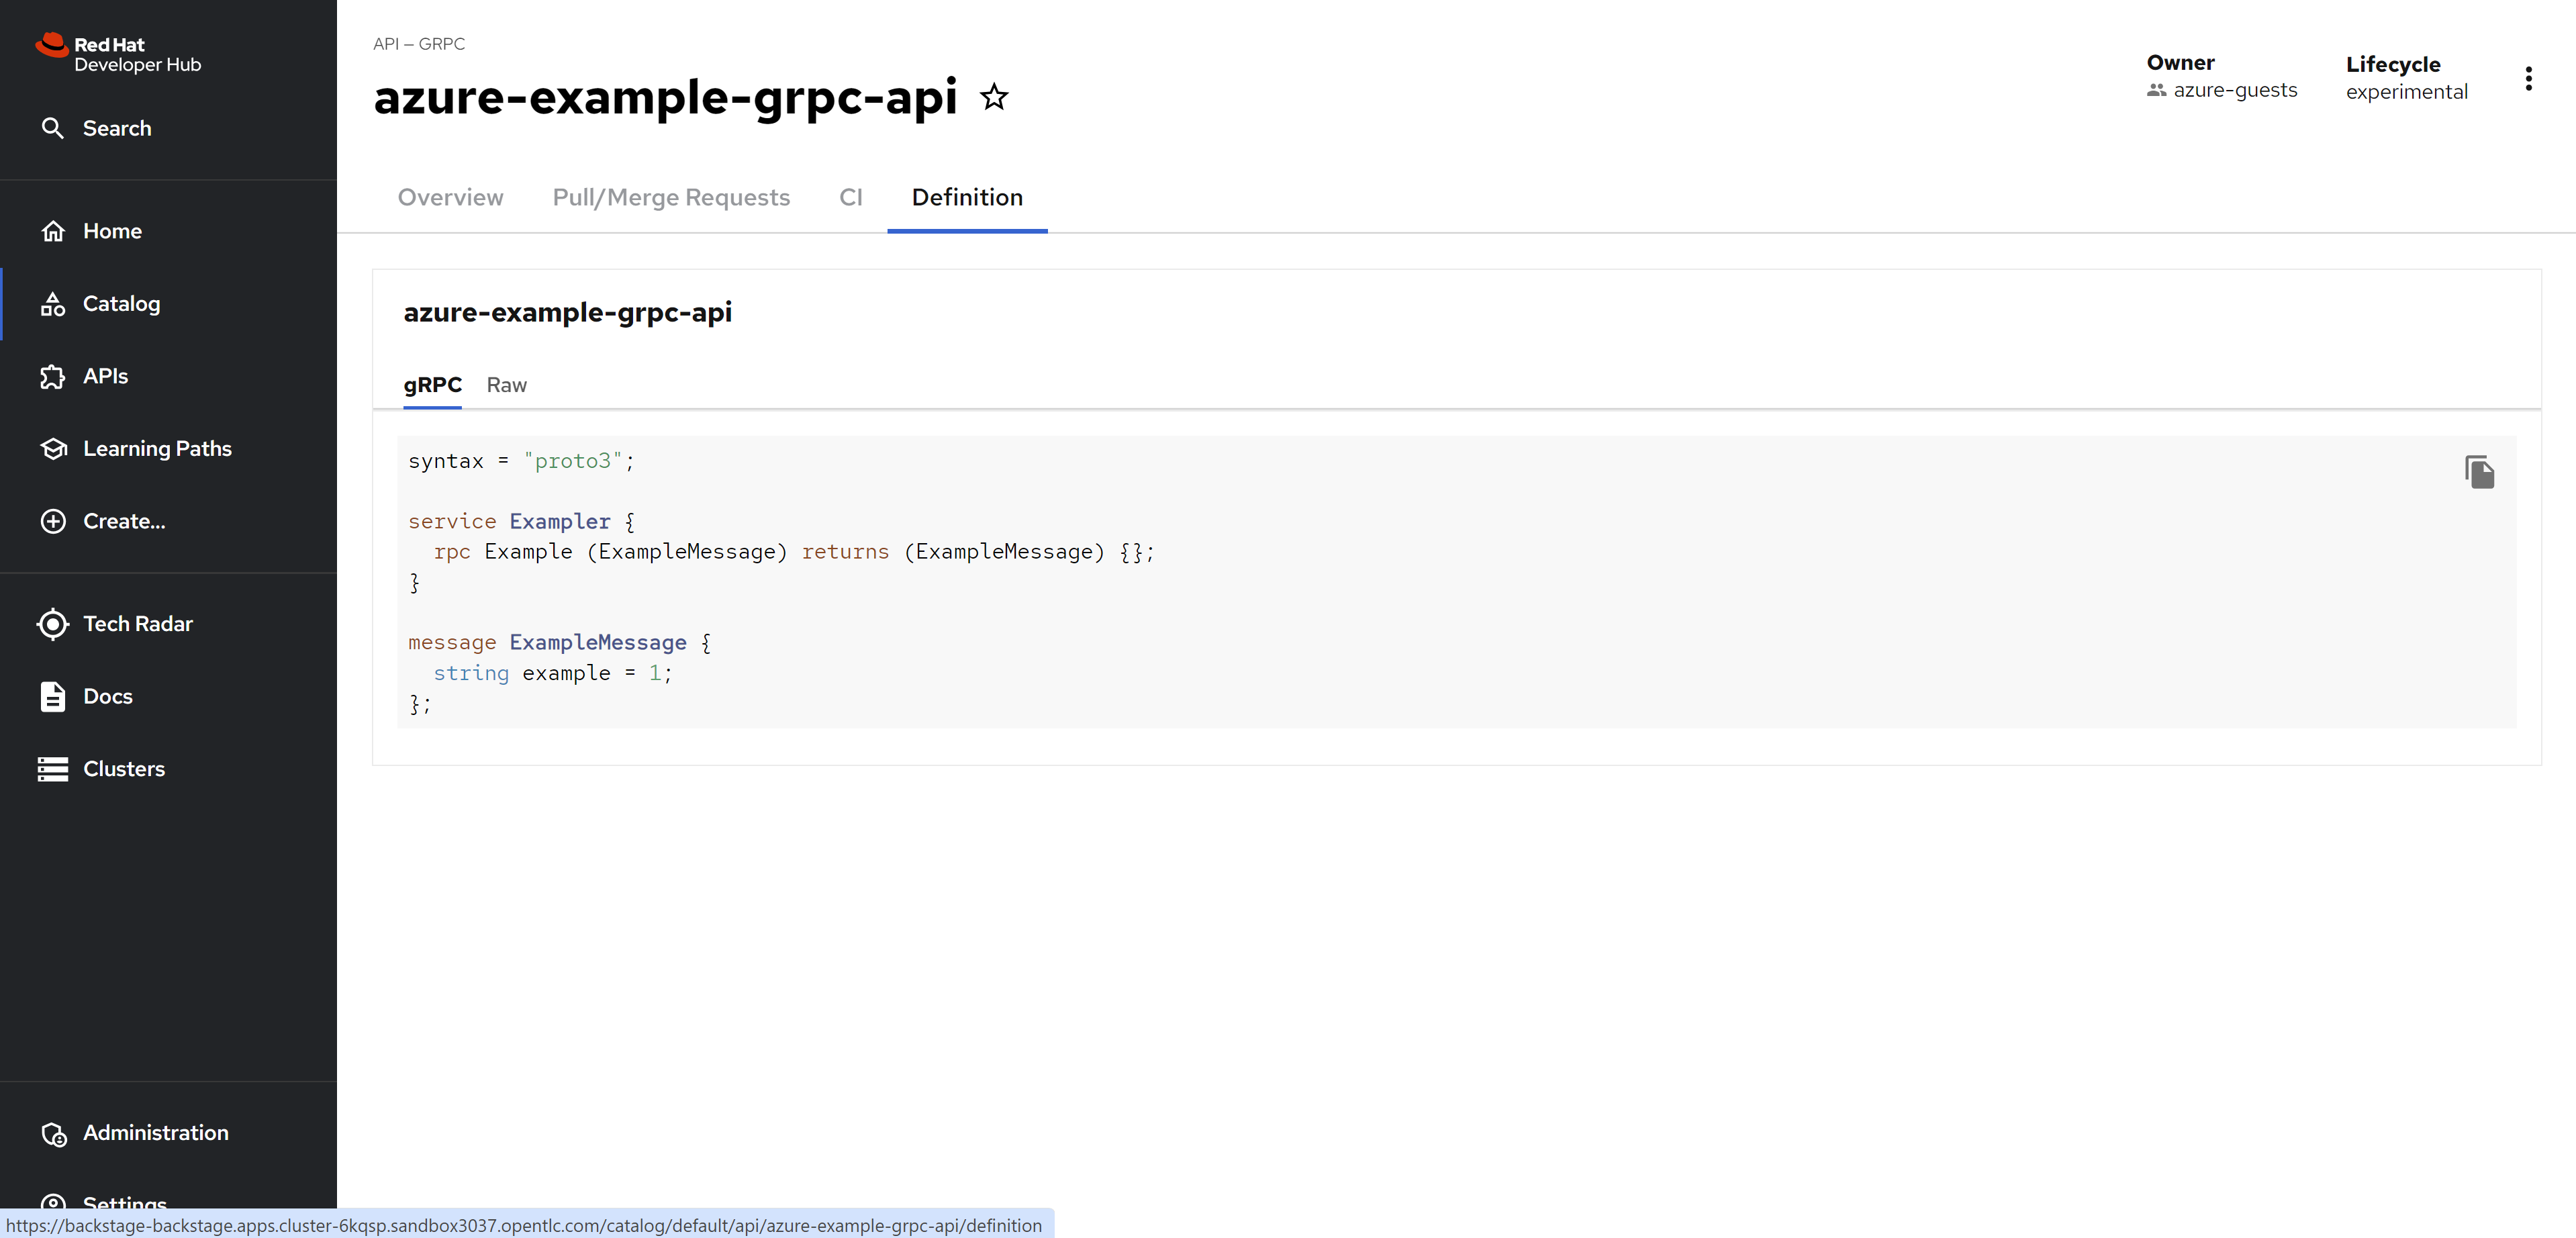 Red Hat
Developer Hub
Search
Home
Catalog
APIs
Learning Paths
Create...
Tech Radar
Docs
Clusters
Administration
Settings
API — GRPC
azure-example-grpc-api
Owner
azure-guests
Lifecycle
experimental
Overview Pull/Merge Requests CI Definition
azure-example-grpc-api
gRPC Raw
syntax = "proto3";
service Exampler {
  rpc Example (ExampleMessage) returns (ExampleMessage) {};
}
message ExampleMessage {
  string example = 1;
};
https://backstage-backstage.apps.cluster-6kqsp.sandbox3037.opentlc.com/catalog/default/api/azure-example-grpc-api/definition